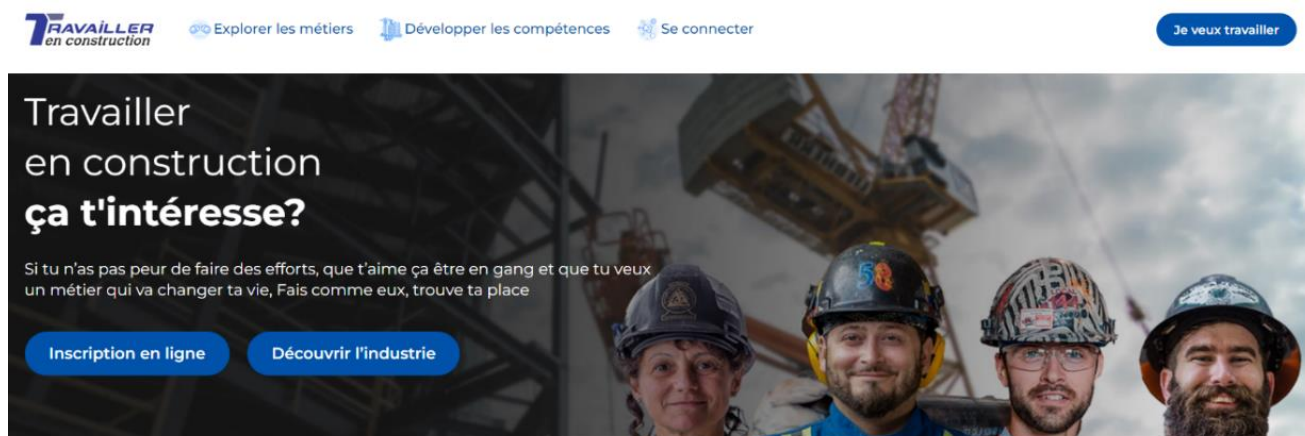 TRAVAILLER
en construction
Explorer les métiers
Développer les compétences
Se connecter
Je veux travailler
Travailler
en construction
ça t'intéresse?
Si tu n'as pas peur de faire des efforts, que t'aime ça être en gang et que tu veux
un métier qui va changer ta vie, Fais comme eux, trouve ta place
Inscription en ligne
Découvrir l'industrie
58